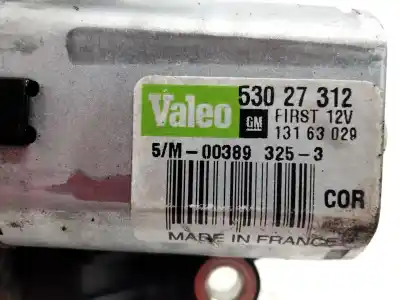 Valeo
530 27 312
GM
FIRST 12V
131 63 029
5/M-00389 325-3
COR
MADE IN FRANCE